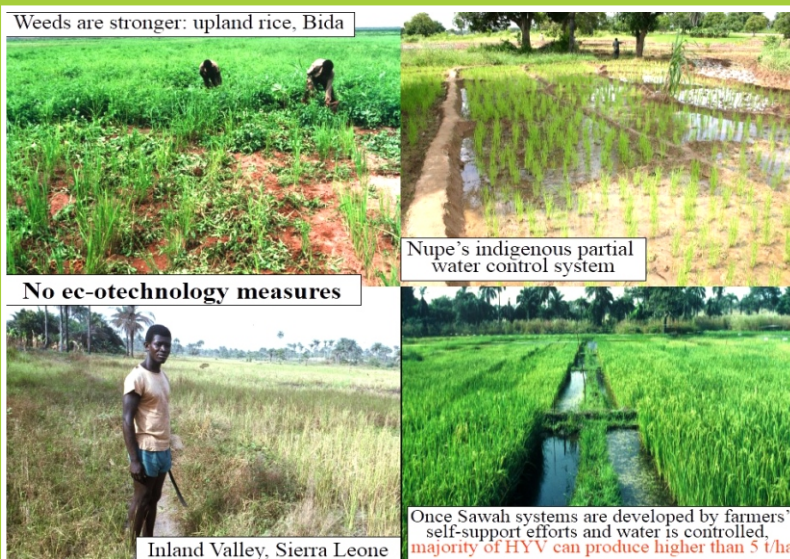 Weeds are stronger: upland rice, Bida
Nupe's indigenous partial
water control system
No ec-otechnology measures
Inland Valley, Sierra Leone
Once Sawah systems are developed by farmers'
self-support efforts and water is controlled,
majority of HYV can produce higher than 5 t/ha